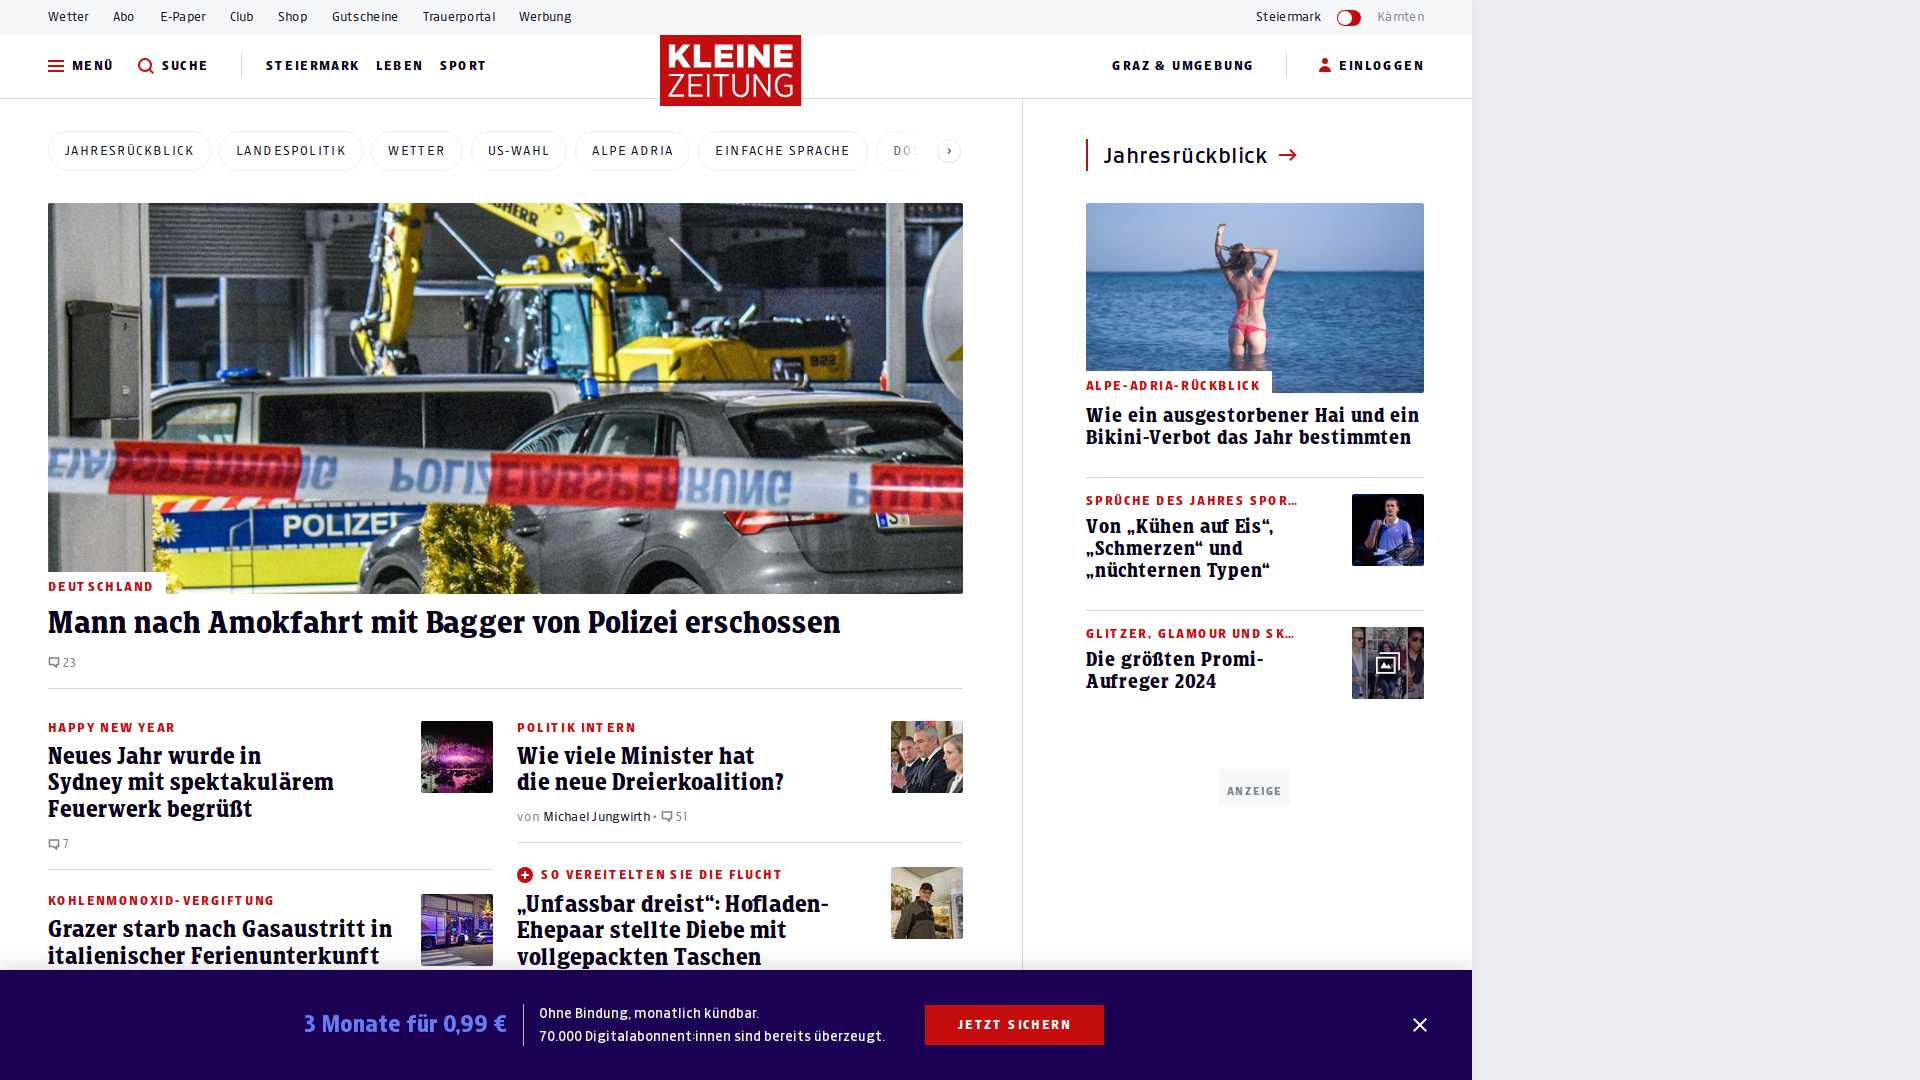 Wetter Abo E-Paper Club Shop Gutscheine Trauerportal Werbung Steiermark Kärnten
MENÜ SUCHE STEIERMARK LEBEN SPORT KLEINE ZEITUNG GRAZ & UMGEBUNG EINLOGGEN
JAHRESRÜCKBLICK LANDESPOLITIK WETTER US-WAHL ALPE ADRIA EINFACHE SPRACHE
LIEBHERR
922
POLIZEIABSPERRUNG
POLIZEI
DEUTSCHLAND
Mann nach Amokfahrt mit Bagger von Polizei erschossen
23
HAPPY NEW YEAR
Neues Jahr wurde in
Sydney mit spektakulärem
Feuerwerk begrüßt
7
KOHLENMONOXID-VERGIFTUNG
Grazer starb nach Gasaustritt in
italienischer Ferienunterkunft
POLITIK INTERN
Wie viele Minister hat
die neue Dreierkoalition?
von Michael Jungwirth • 51
SO VEREITELTEN SIE DIE FLUCHT
„Unfassbar dreist“: Hofladen-
Ehepaar stellte Diebe mit
vollgepackten Taschen
Jahresrückblick
ALPE-ADRIA-RÜCKBLICK
Wie ein ausgestorbener Hai und ein
Bikini-Verbot das Jahr bestimmten
SPRÜCHE DES JAHRES SPOR...
Von „Kühen auf Eis“,
„Schmerzen“ und
„nüchternen Typen“
GLITZER, GLAMOUR UND SK...
Die größten Promi-
Aufreger 2024
ANZEIGE
3 Monate für 0,99 €
Ohne Bindung, monatlich kündbar.
70.000 Digitalabonnent:innen sind bereits überzeugt.
JETZT SICHERN